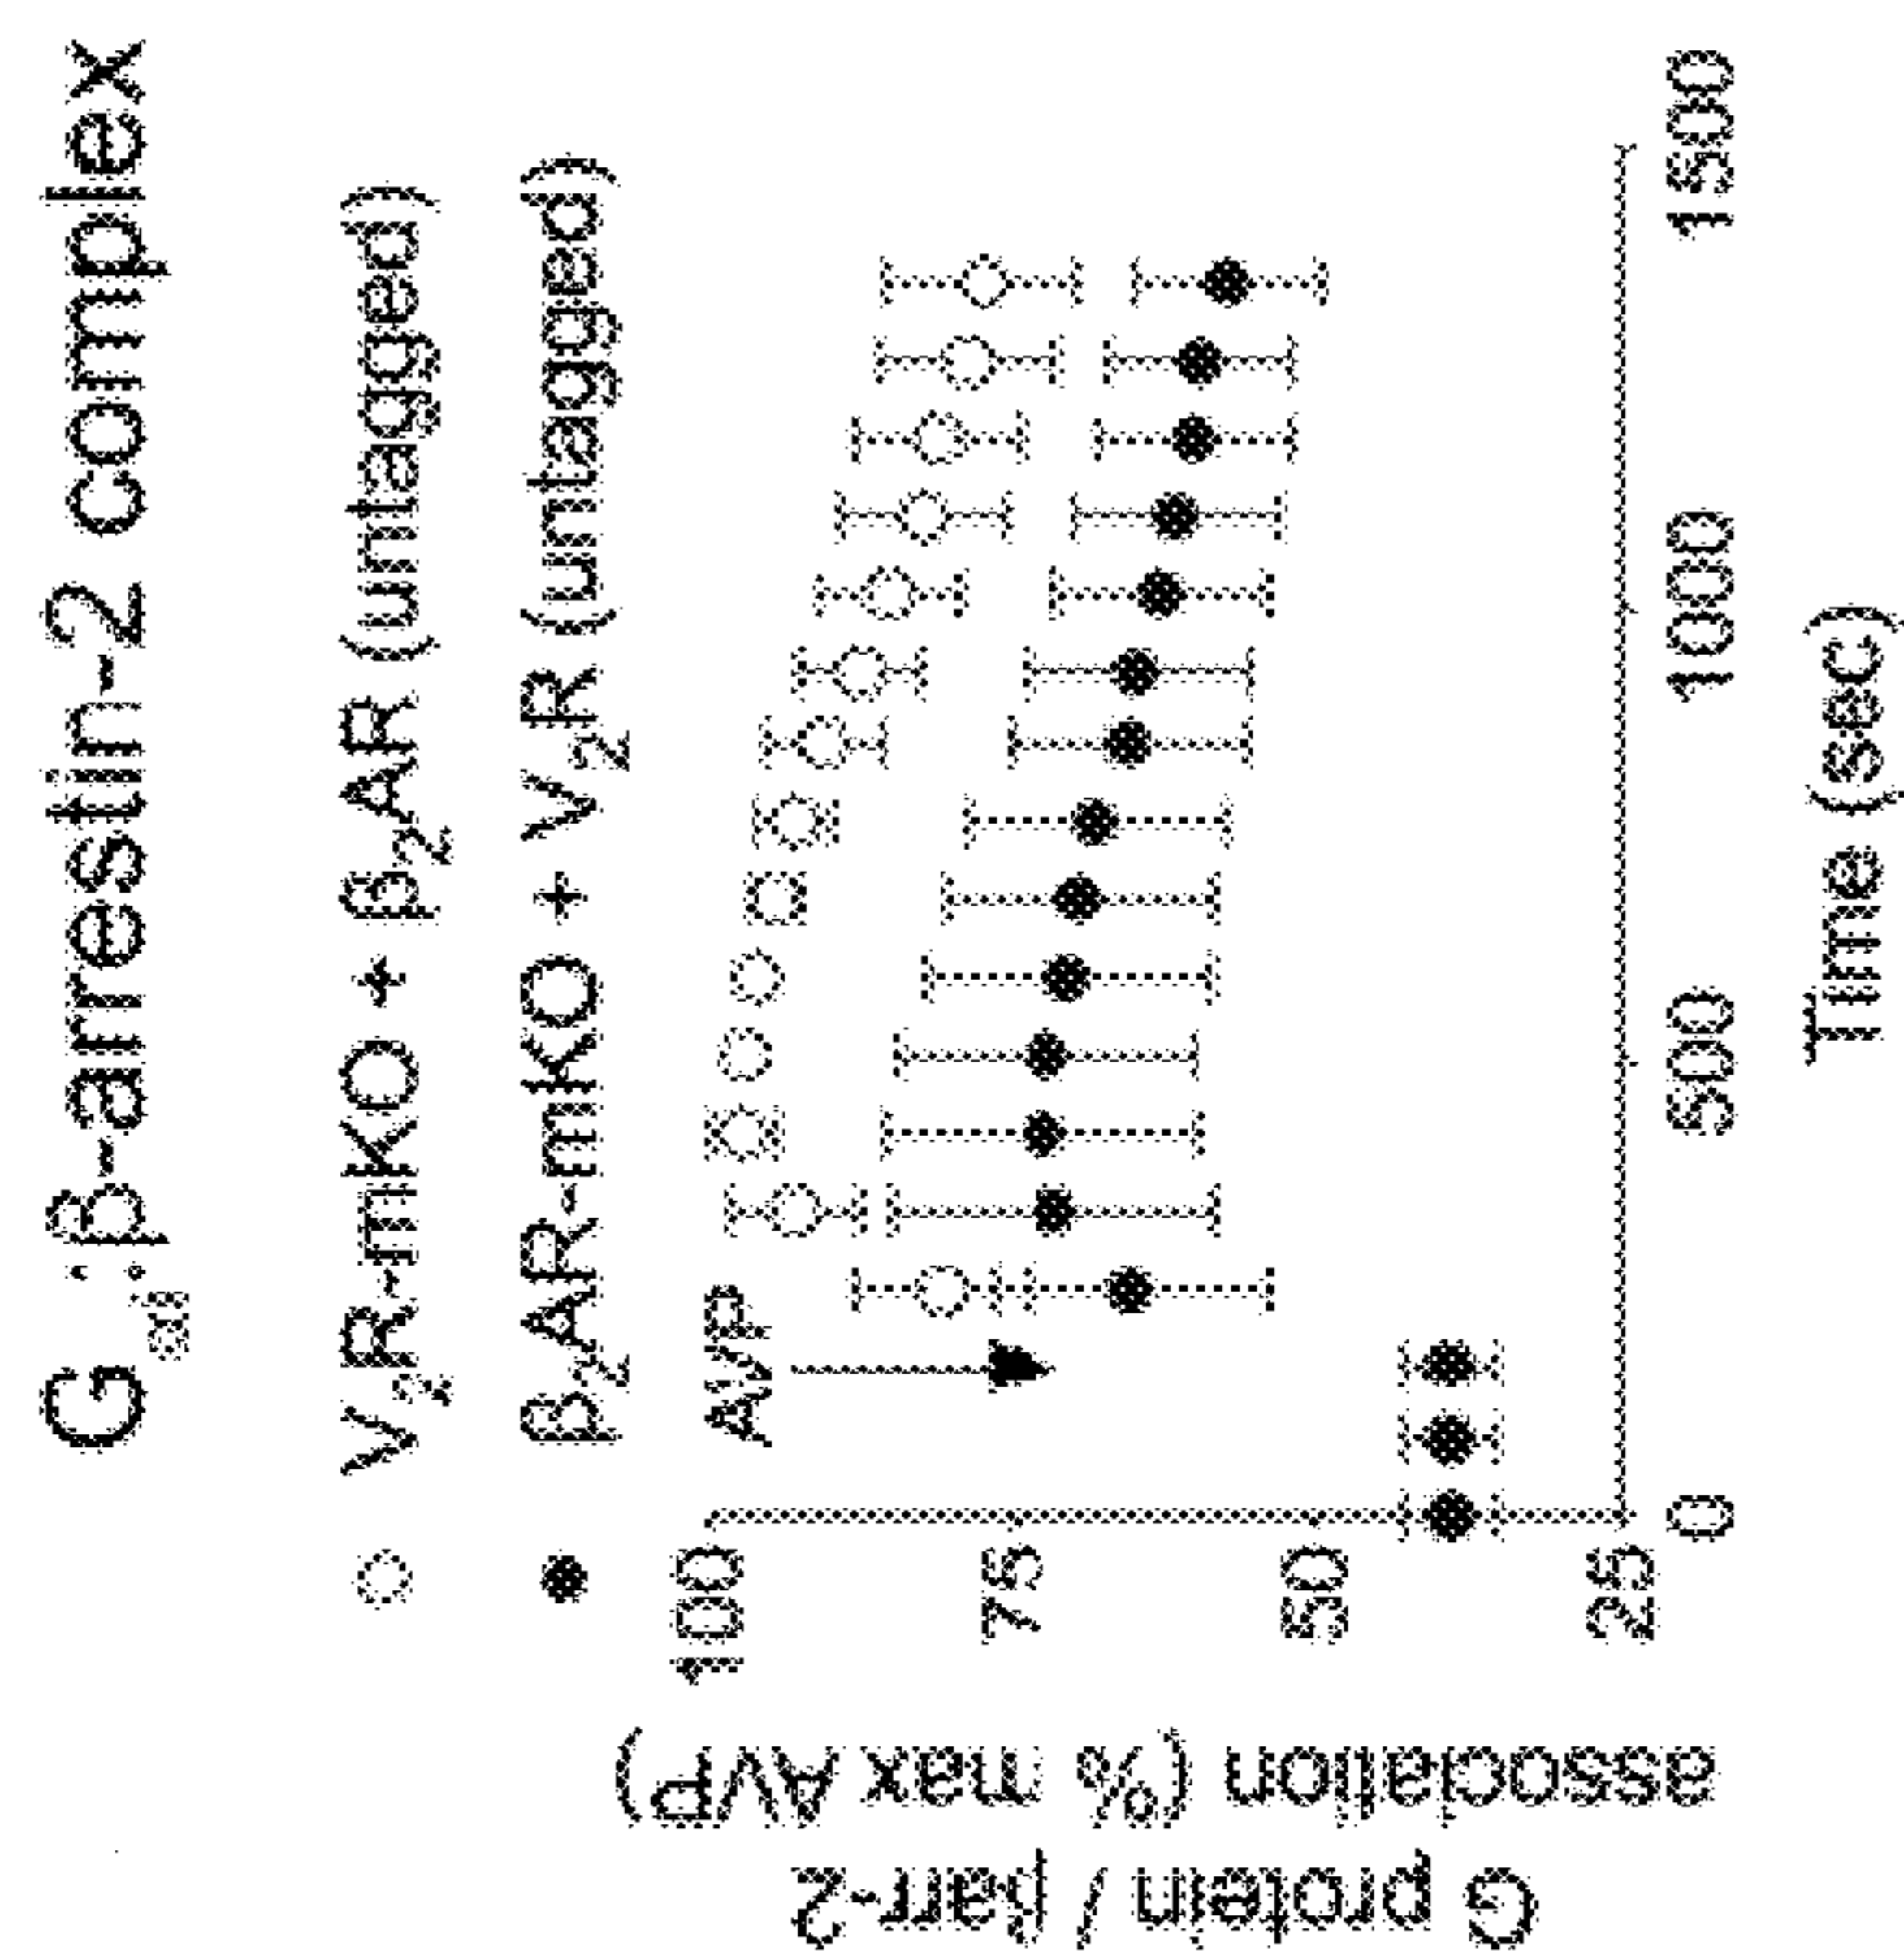 Gαi:β-arrestin-2 complex
V2R-mKO + β2AR (untagged)
β2AR-mKO + V2R (untagged)
AVP
G protein / βarr-2
association (% max AVP)
100
75
50
25
0
500
1000
1500
Time (sec)